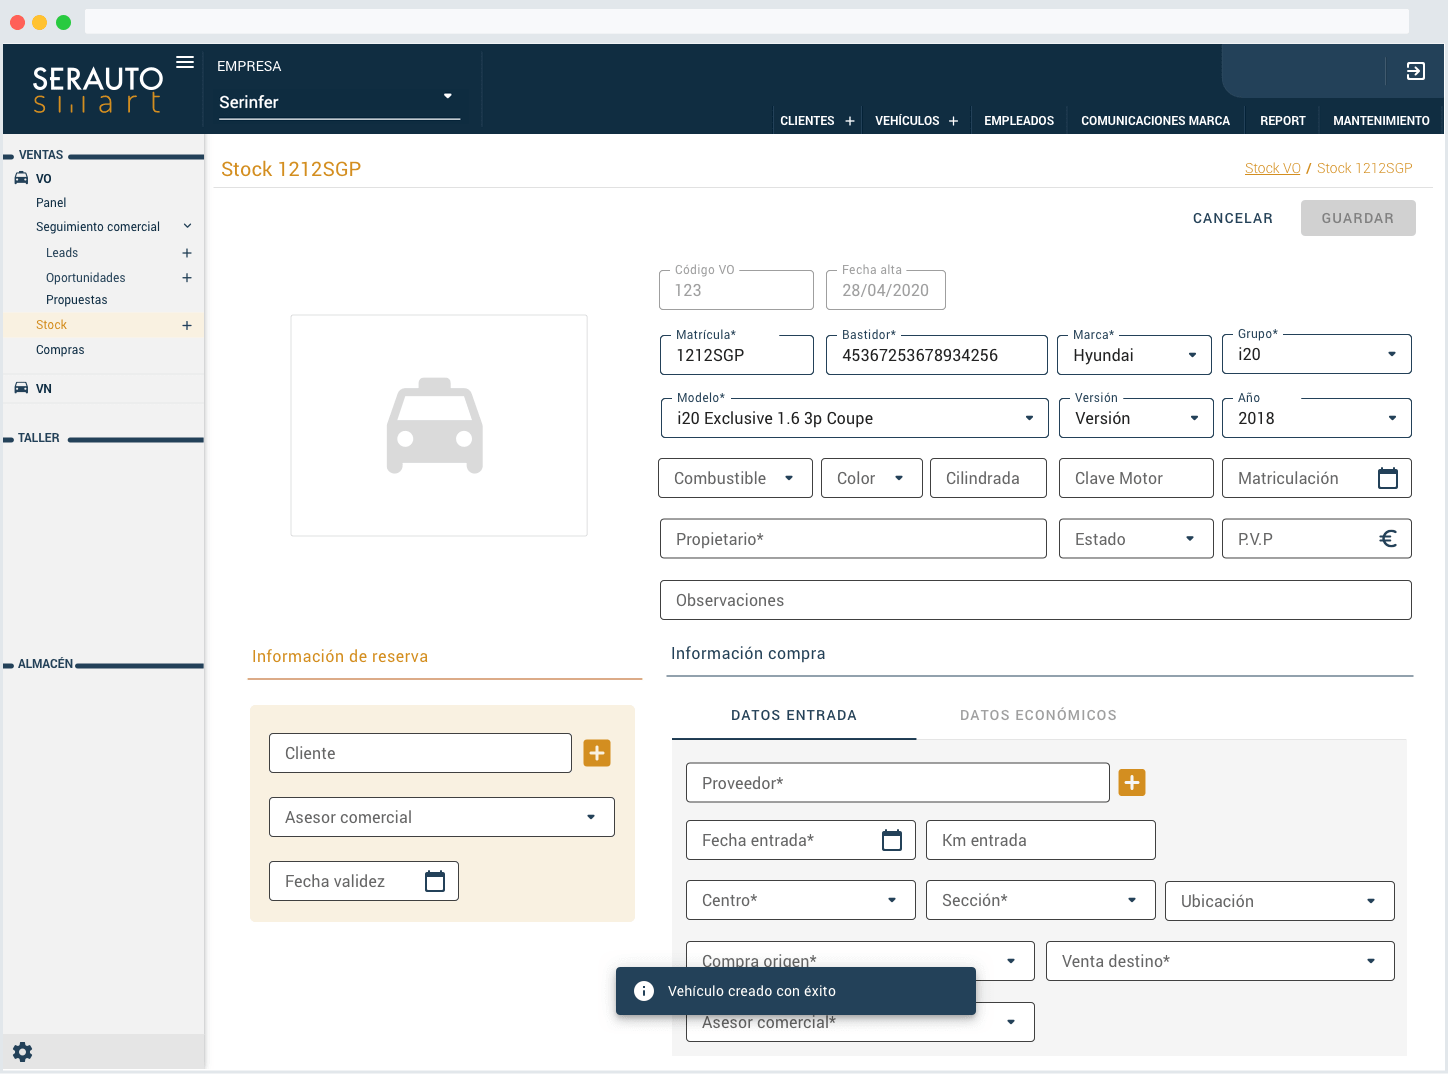 SERAUTO
smart
EMPRESA
Serinfer
CLIENTES +
VEHÍCULOS +
EMPLEADOS
COMUNICACIONES MARCA
REPORT
MANTENIMIENTO
VENTAS
VO
Panel
Seguimiento comercial
Leads +
Oportunidades +
Propuestas
Stock +
Compras
VN
TALLER
ALMACÉN
Stock 1212SGP
Stock VO / Stock 1212SGP
CANCELAR
GUARDAR
Código VO
123
Fecha alta
28/04/2020
Matrícula*
1212SGP
Bastidor*
45367253678934256
Marca*
Hyundai
Grupo*
i20
Modelo*
i20 Exclusive 1.6 3p Coupe
Versión
Versión
Año
2018
Combustible
Color
Cilindrada
Clave Motor
Matriculación
Propietario*
Estado
P.V.P €
Observaciones
Información de reserva
Cliente +
Asesor comercial
Fecha validez
Información compra
DATOS ENTRADA
DATOS ECONÓMICOS
Proveedor* +
Fecha entrada*
Km entrada
Centro*
Sección*
Ubicación
Compra origen*
Venta destino*
Vehículo creado con éxito
Asesor comercial*